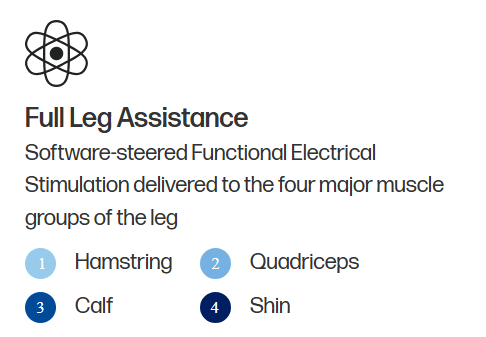 Full Leg Assistance
Software-steered Functional Electrical
Stimulation delivered to the four major muscle
groups of the leg
1 Hamstring 2 Quadriceps
3 Calf 4 Shin